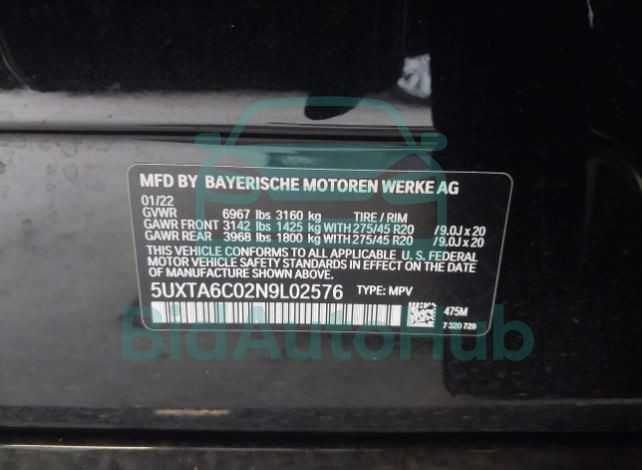 MFD BY BAYERISCHE MOTOREN WERKE AG
01/22
GVWR 6967 lbs 3160 kg TIRE / RIM
GAWR FRONT 3142 lbs 1425 kg WITH 275/45 R20 /9.0J x 20
GAWR REAR 3968 lbs 1800 kg WITH 275/45 R20 /9.0J x 20
THIS VEHICLE CONFORMS TO ALL APPLICABLE U.S. FEDERAL
MOTOR VEHICLE SAFETY STANDARDS IN EFFECT ON THE DATE OF
MANUFACTURE SHOWN ABOVE.
5UXTA6C02N9L02576 TYPE: MPV
475M
7 320 729
BidAutoHub